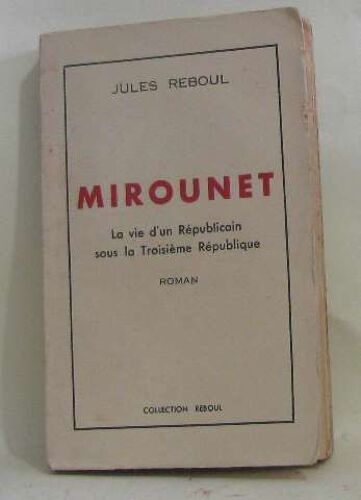 JULES REBOUL
MIROUNET
La vie d'un Républicain
sous la Troisième République
ROMAN
COLLECTION REBOUL